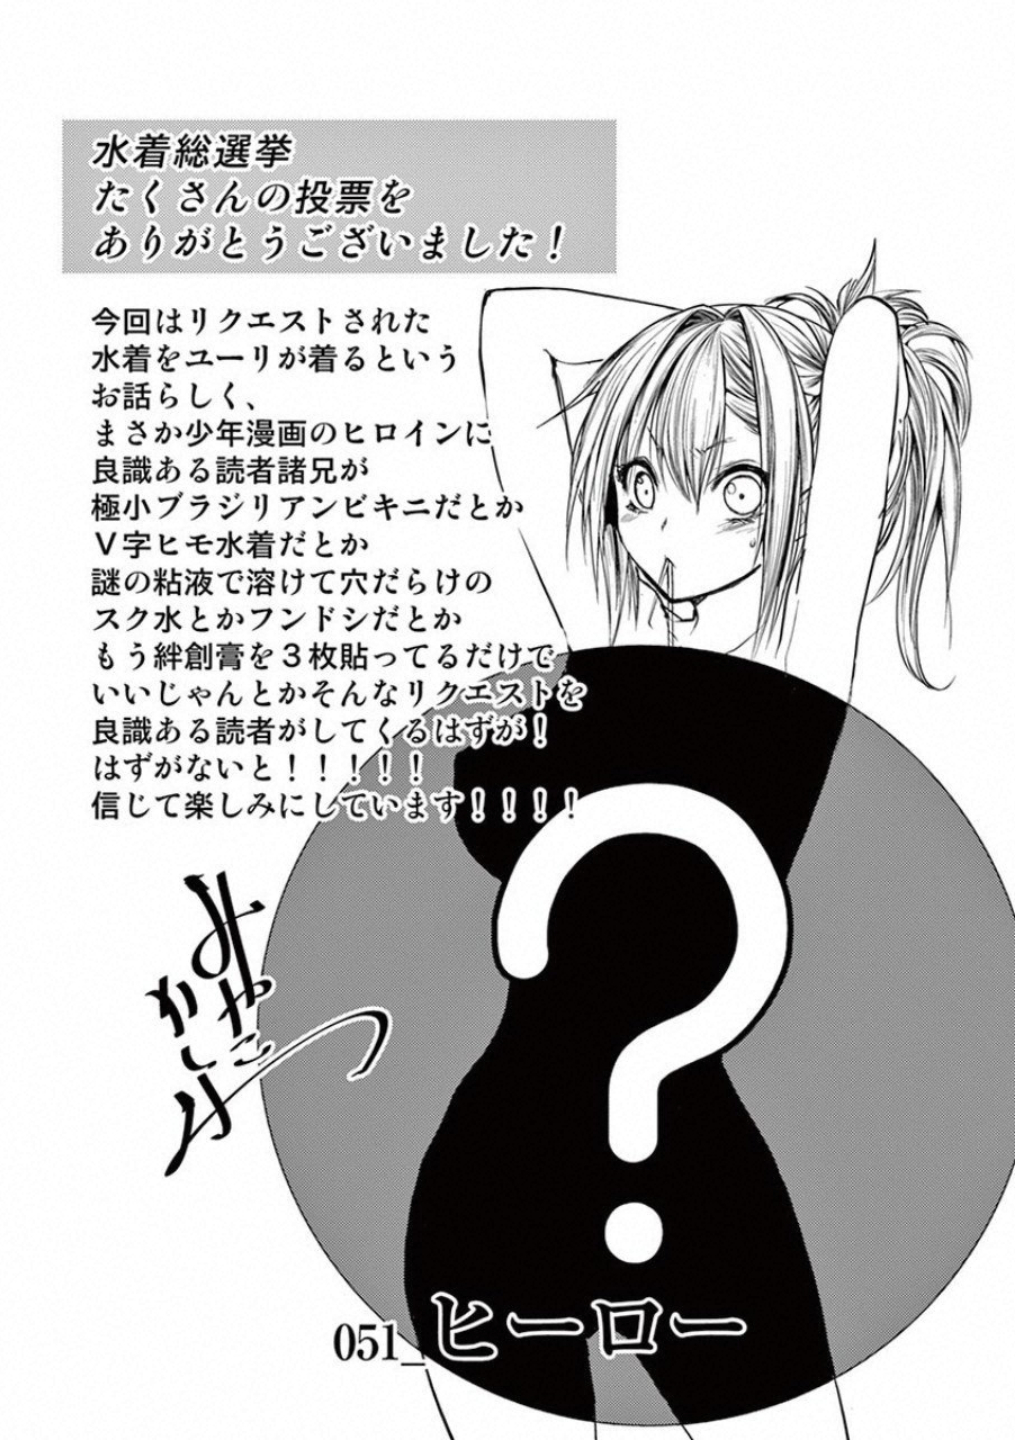 水着総選挙
たくさんの投票を
ありがとうございました！
今回はリクエストされた
水着をユーリが着るという
お話らしく、
まさか少年漫画のヒロインに
良識ある読者諸兄が
極小ブラジリアンビキニだとか
Ｖ字ヒモ水着だとか
謎の粘液で溶けて穴だらけの
スク水とかフンドシだとか
もう絆創膏を３枚貼ってるだけで
いいじゃんとかそんなリクエストを
良識ある読者がしてくるはずが！
はずがないと！！！！！
信じて楽しみにしています！！！！
みやこ
かしわ
?
051_ヒーロー